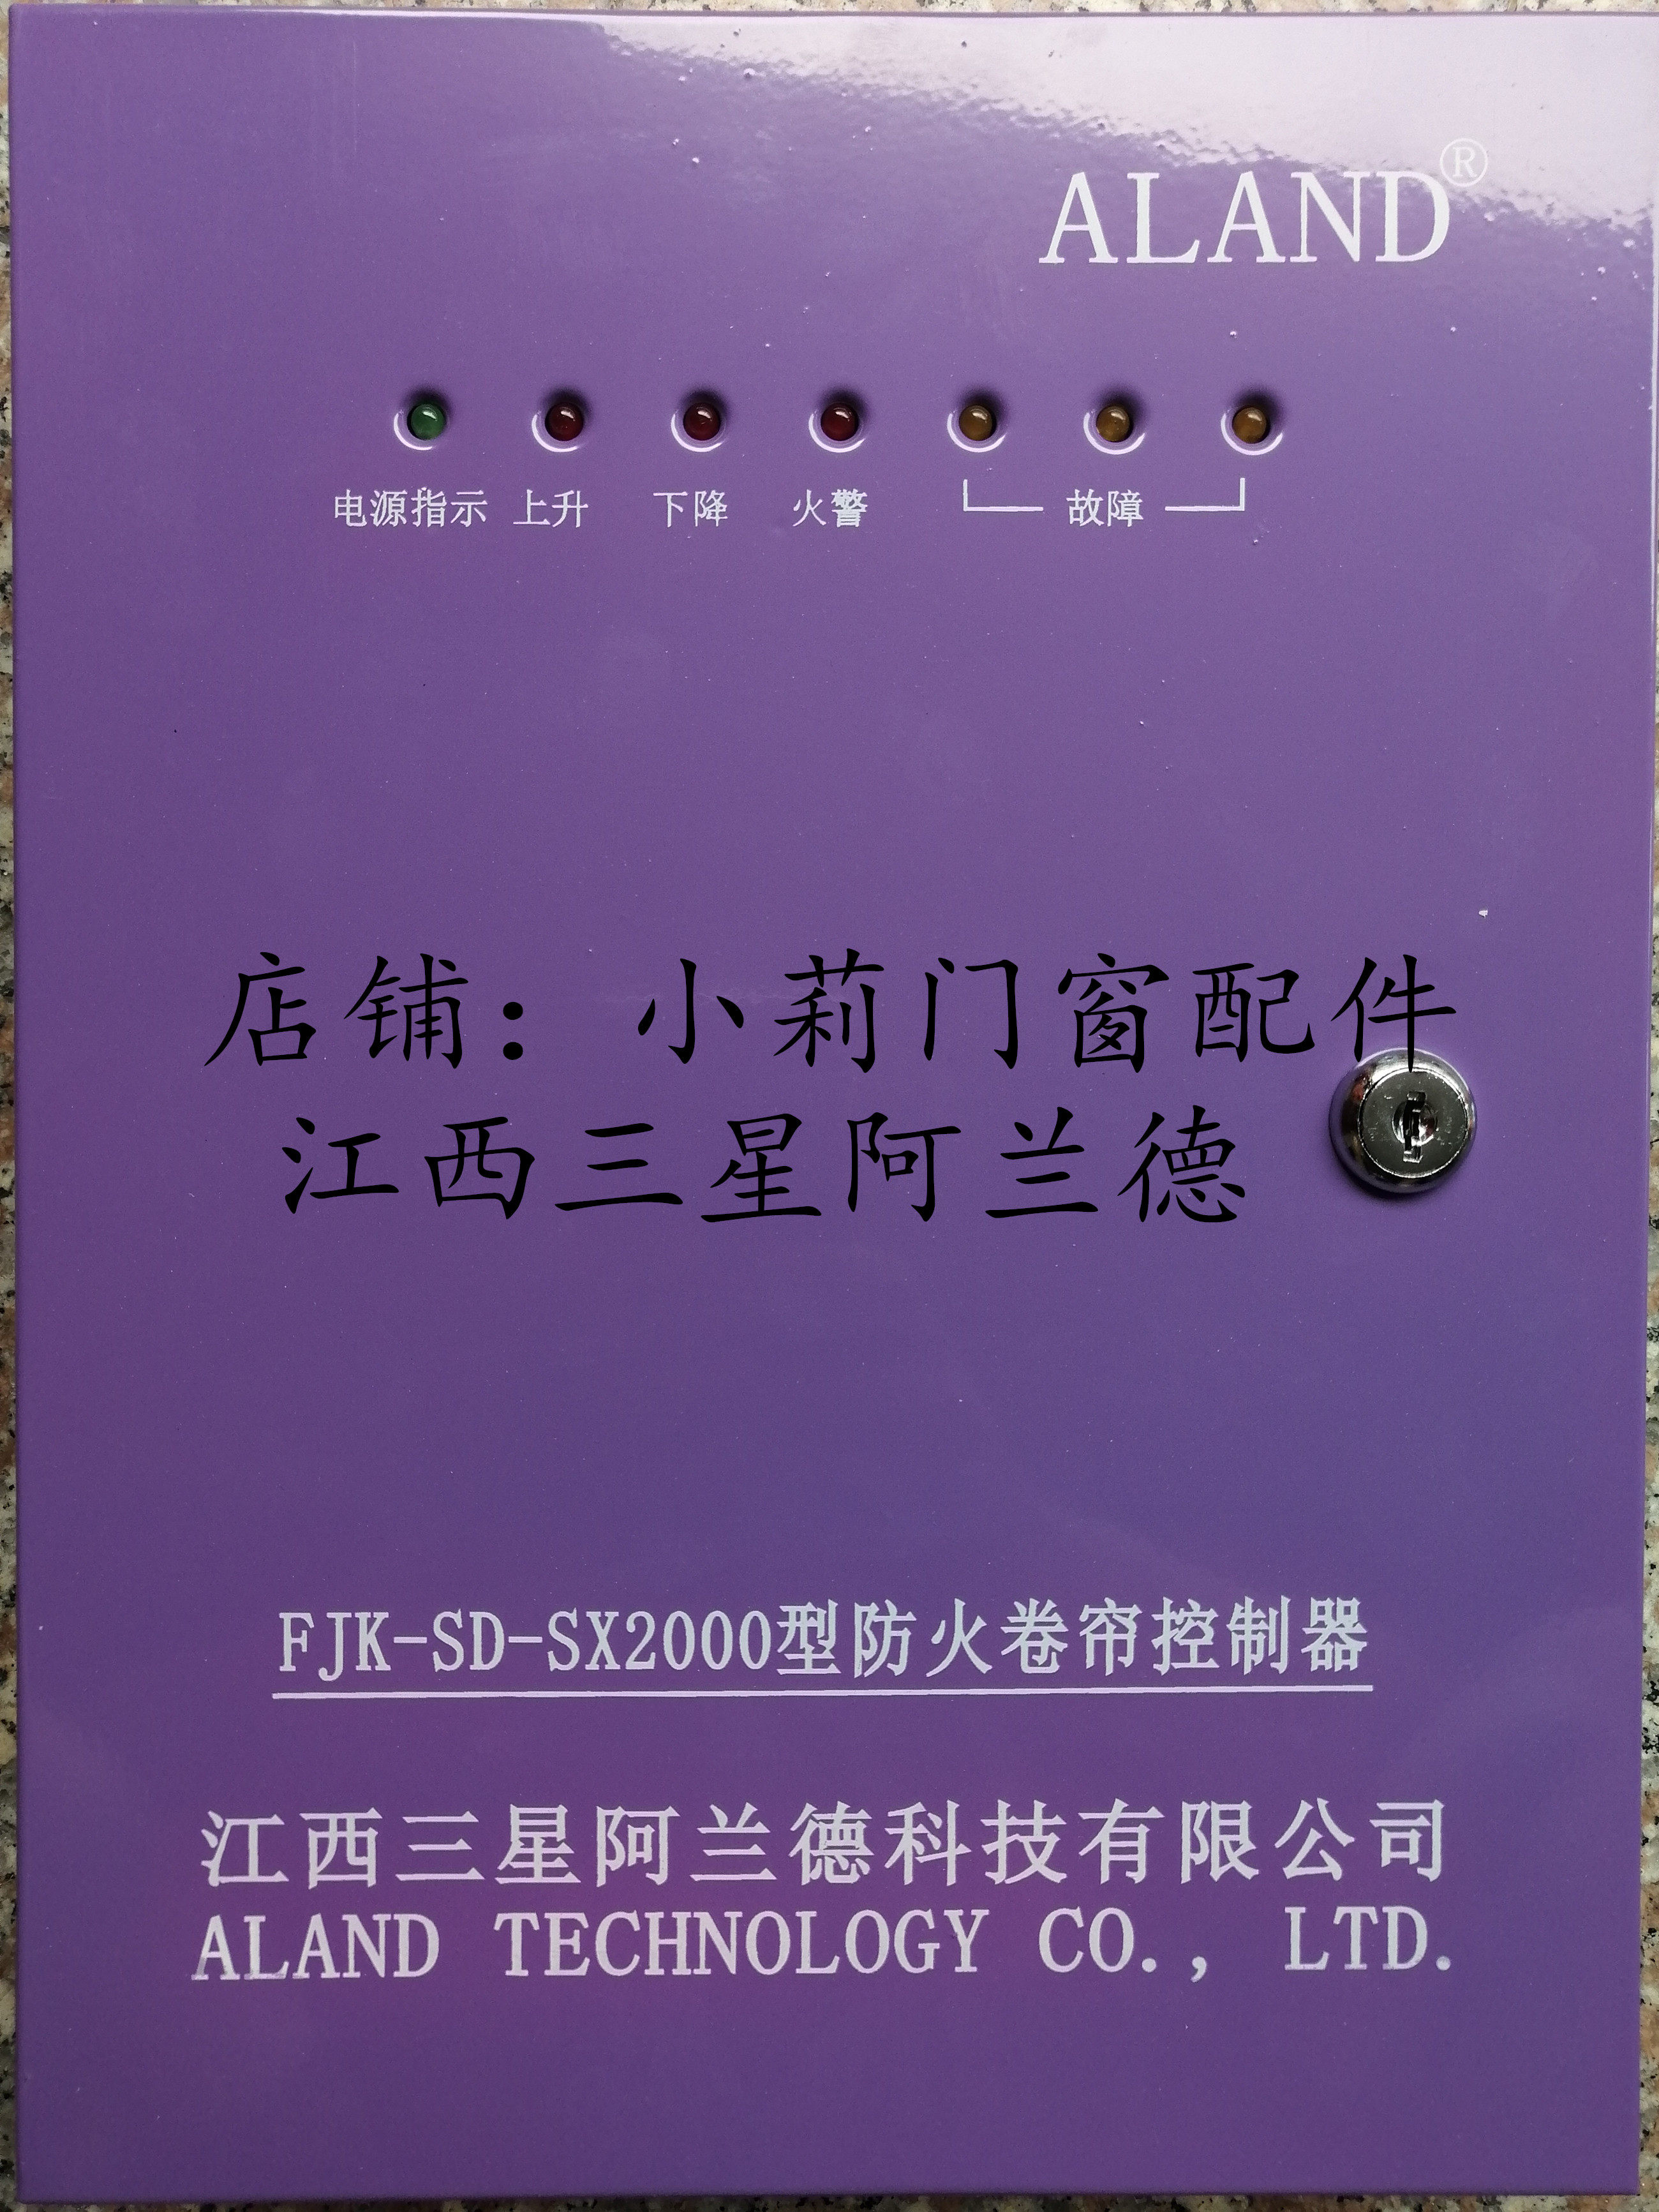 ALAND®
电源指示 上升 下降 火警 故障
店铺：小莉门窗配件
江西三星阿兰德
FJK-SD-SX2000型防火卷帘控制器
江西三星阿兰德科技有限公司
ALAND TECHNOLOGY CO., LTD.